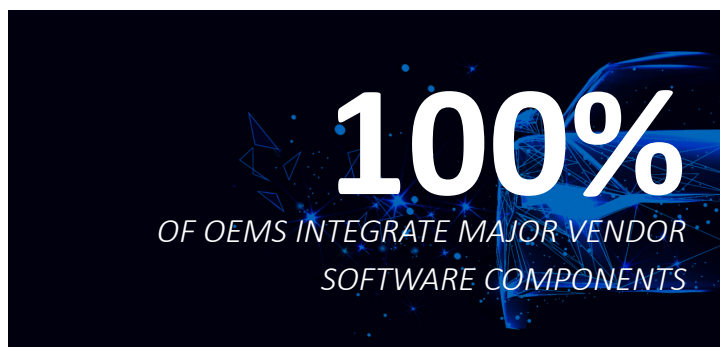 100%
OF OEMS INTEGRATE MAJOR VENDOR
SOFTWARE COMPONENTS